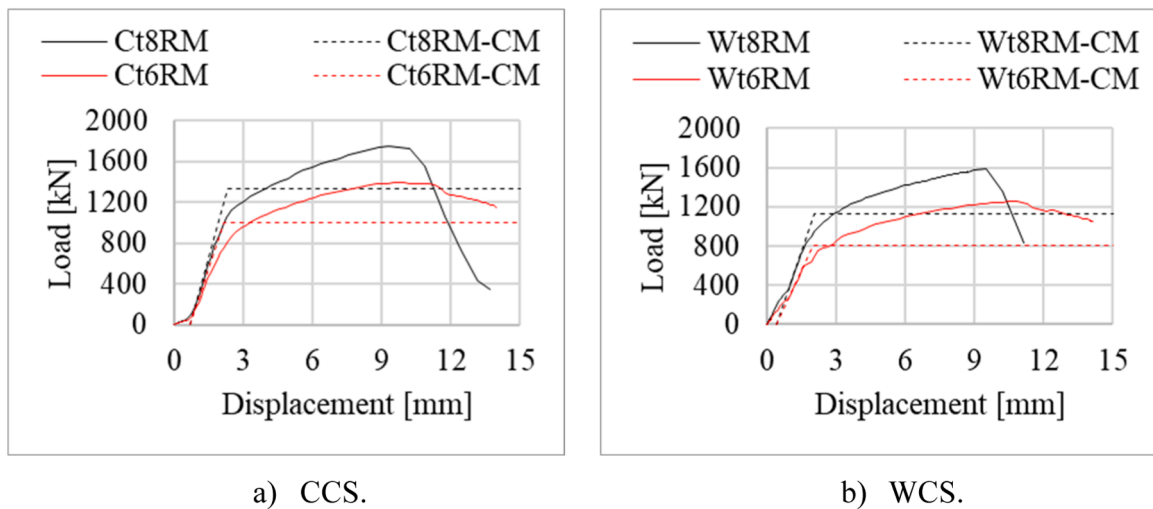 Ct8RM Ct8RM-CM
Ct6RM Ct6RM-CM
2000
1600
1200
800
400
0
Load [kN]
0 3 6 9 12 15
Displacement [mm]
a) CCS.
Wt8RM Wt8RM-CM
Wt6RM Wt6RM-CM
2000
1600
1200
800
400
0
Load [kN]
0 3 6 9 12 15
Displacement [mm]
b) WCS.